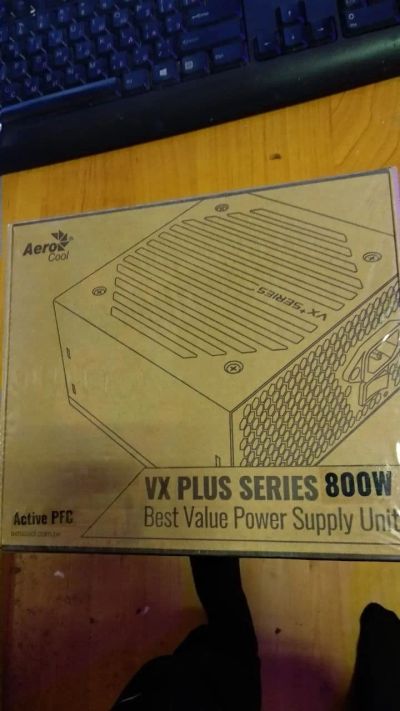 Aero
Cool
VX+SERIES
VX PLUS SERIES 800W
Best Value Power Supply Unit
Active PFC